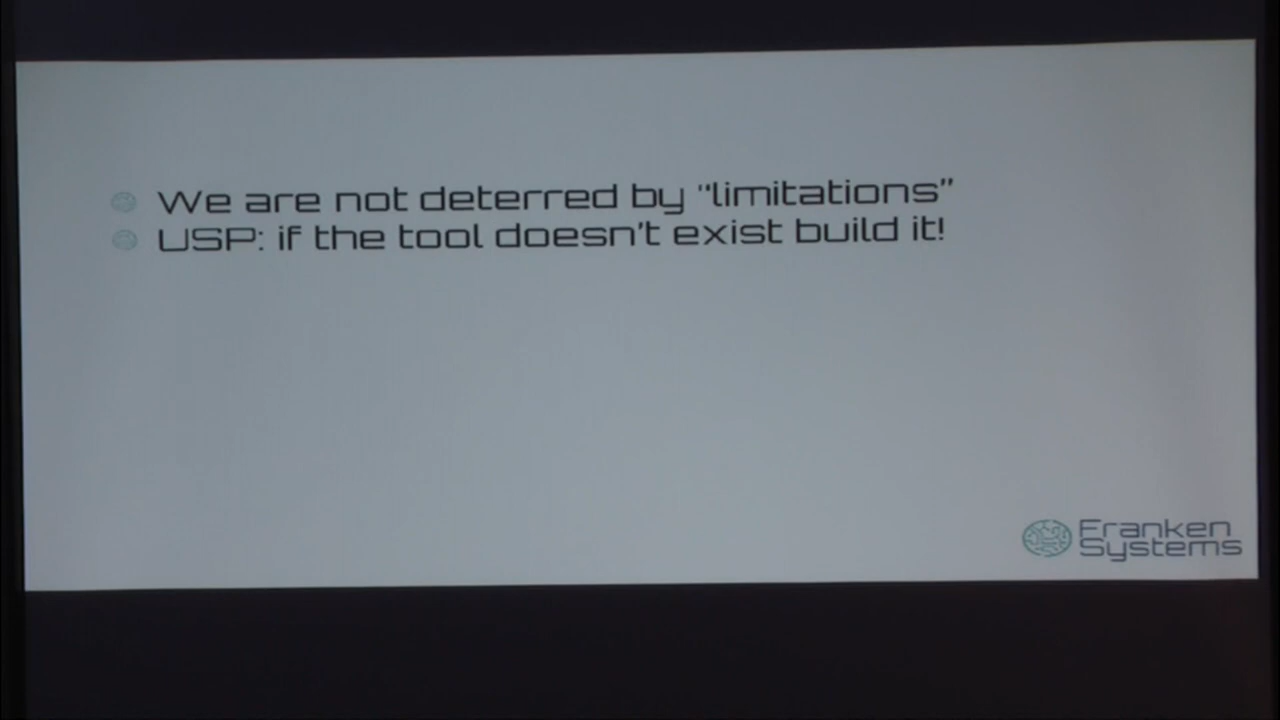 We are not deterred by “limitations”
USP: if the tool doesn't exist build it!
Franken
Systems